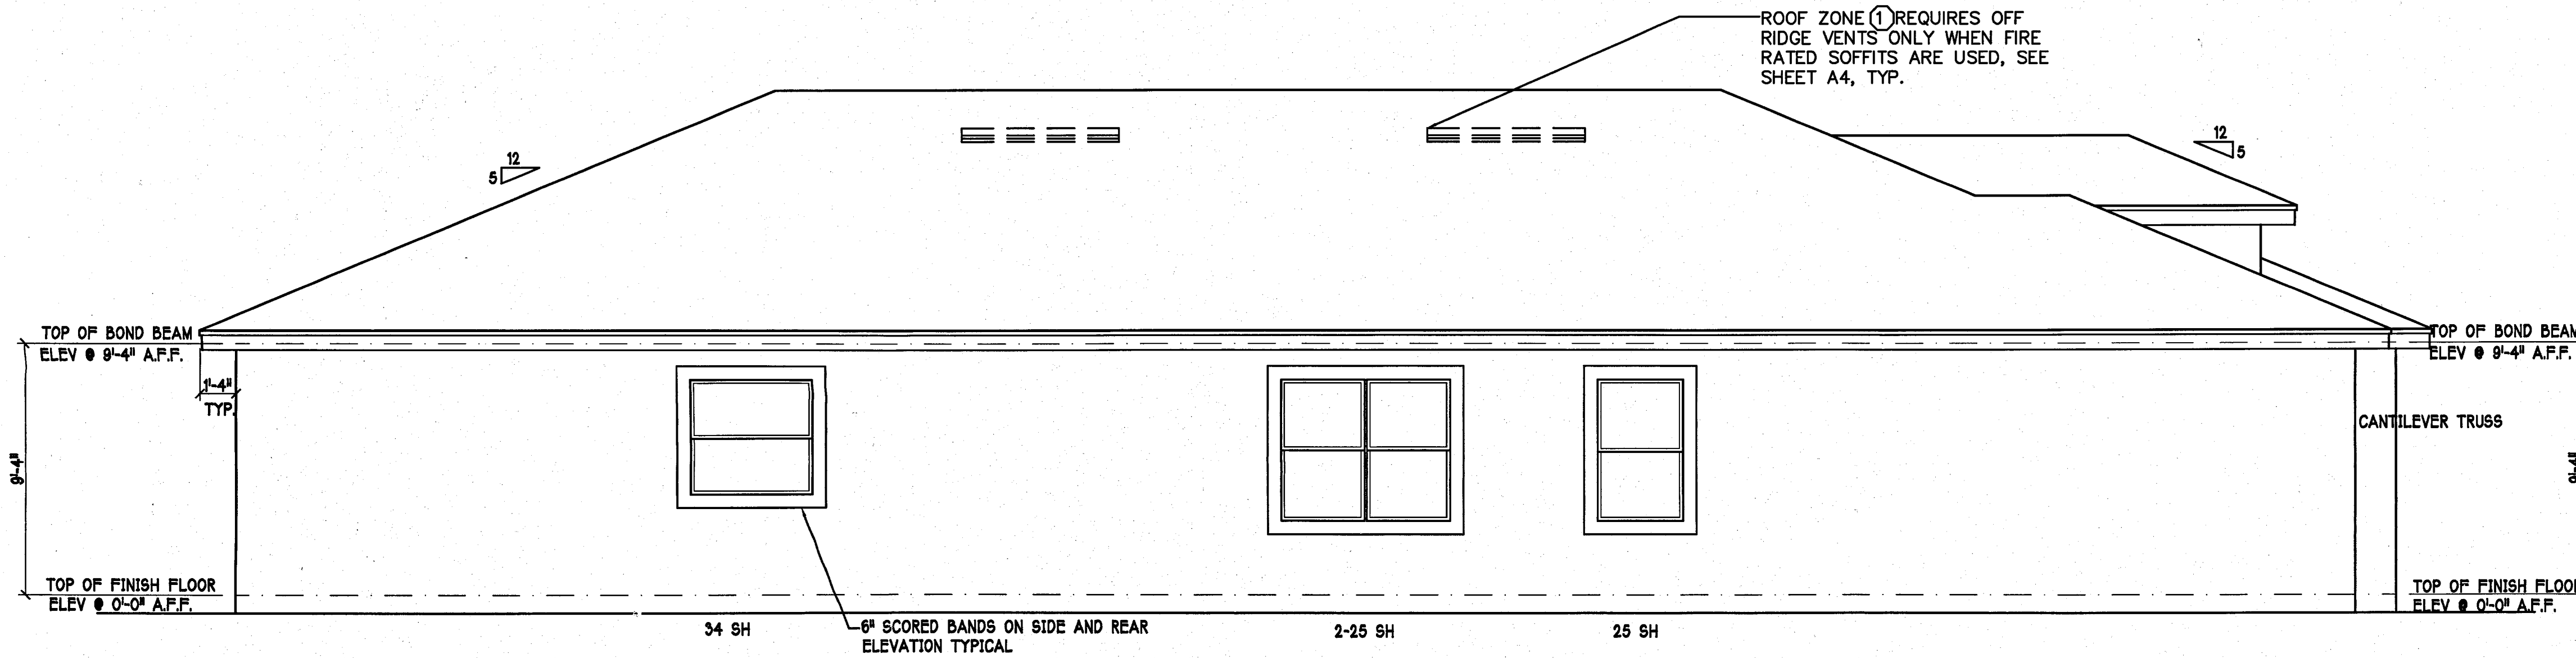 ROOF ZONE 1 REQUIRES OFF
RIDGE VENTS ONLY WHEN FIRE
RATED SOFFITS ARE USED, SEE
SHEET A4, TYP.
12
5
12
5
TOP OF BOND BEAM
ELEV @ 9'-4" A.F.F.
TOP OF BOND BEAM
ELEV @ 9'-4" A.F.F.
1'-4"
TYP.
CANTILEVER TRUSS
9'-4"
9'-4"
TOP OF FINISH FLOOR
ELEV @ 0'-0" A.F.F.
TOP OF FINISH FLOOR
ELEV @ 0'-0" A.F.F.
34 SH
6" SCORED BANDS ON SIDE AND REAR
ELEVATION TYPICAL
2-25 SH
25 SH